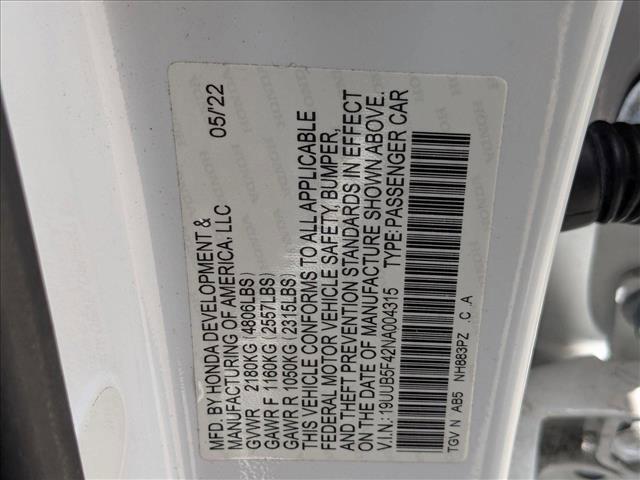 MFD. BY HONDA DEVELOPMENT & 05/'22
MANUFACTURING OF AMERICA, LLC
GVWR 2180KG (4806LBS)
GAWR F 1160KG (2557LBS)
GAWR R 1050KG (2315LBS)
THIS VEHICLE CONFORMS TO ALL APPLICABLE
FEDERAL MOTOR VEHICLE SAFETY, BUMPER,
AND THEFT PREVENTION STANDARDS IN EFFECT
ON THE DATE OF MANUFACTURE SHOWN ABOVE.
V.I.N.:19UUB5F42NA004315 TYPE:PASSENGER CAR
TGV N AB5 NH883PZ .C .A